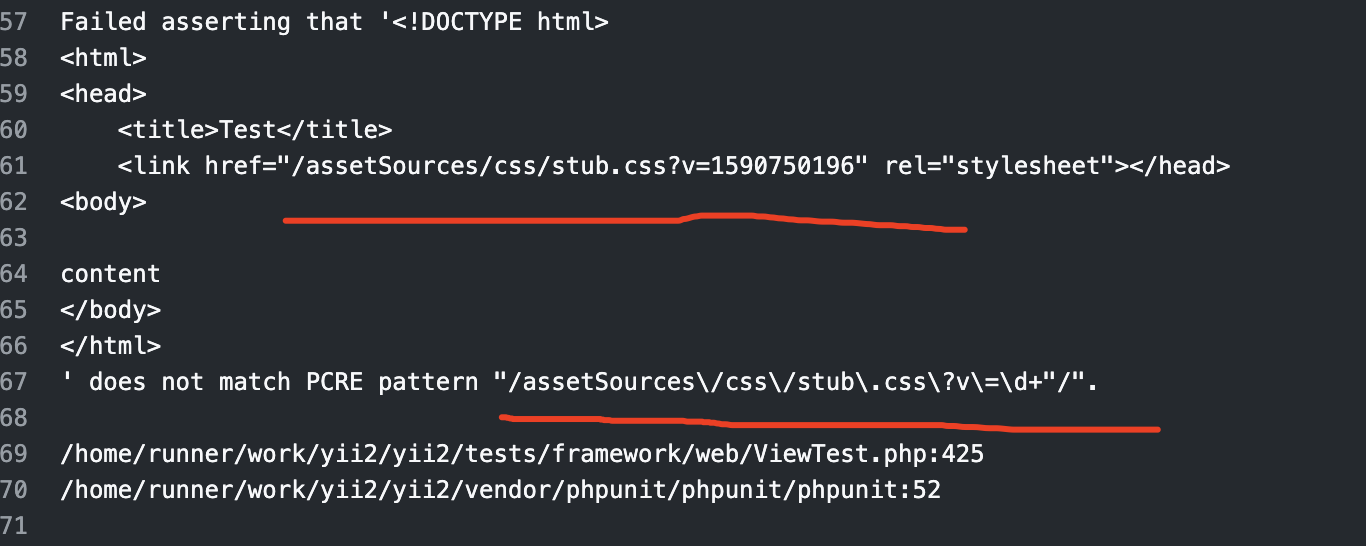 57 Failed asserting that '<!DOCTYPE html>
58 <html>
59 <head>
60     <title>Test</title>
61     <link href="/assetSources/css/stub.css?v=1590750196" rel="stylesheet"></head>
62 <body>
63
64 content
65 </body>
66 </html>
67 ' does not match PCRE pattern "/assetSources\/css\/stub\.css\?v\=\d+"/".
68
69 /home/runner/work/yii2/yii2/tests/framework/web/ViewTest.php:425
70 /home/runner/work/yii2/yii2/vendor/phpunit/phpunit/phpunit:52
71